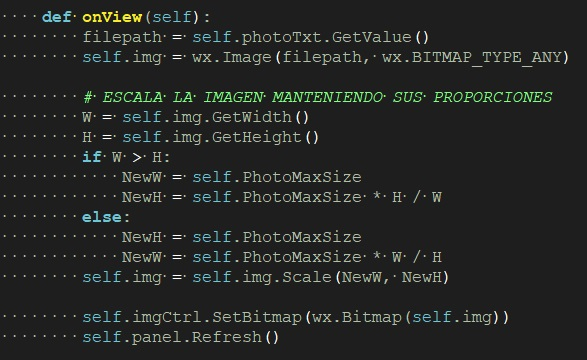 def onView(self):
filepath = self.photoTxt.GetValue()
self.img = wx.Image(filepath, wx.BITMAP_TYPE_ANY)
# ESCALA LA IMAGEN MANTENIENDO SUS PROPORCIONES
W = self.img.GetWidth()
H = self.img.GetHeight()
if W > H:
NewW = self.PhotoMaxSize
NewH = self.PhotoMaxSize * H / W
else:
NewH = self.PhotoMaxSize
NewW = self.PhotoMaxSize * W / H
self.img = self.img.Scale(NewW, NewH)
self.imgCtrl.SetBitmap(wx.Bitmap(self.img))
self.panel.Refresh()